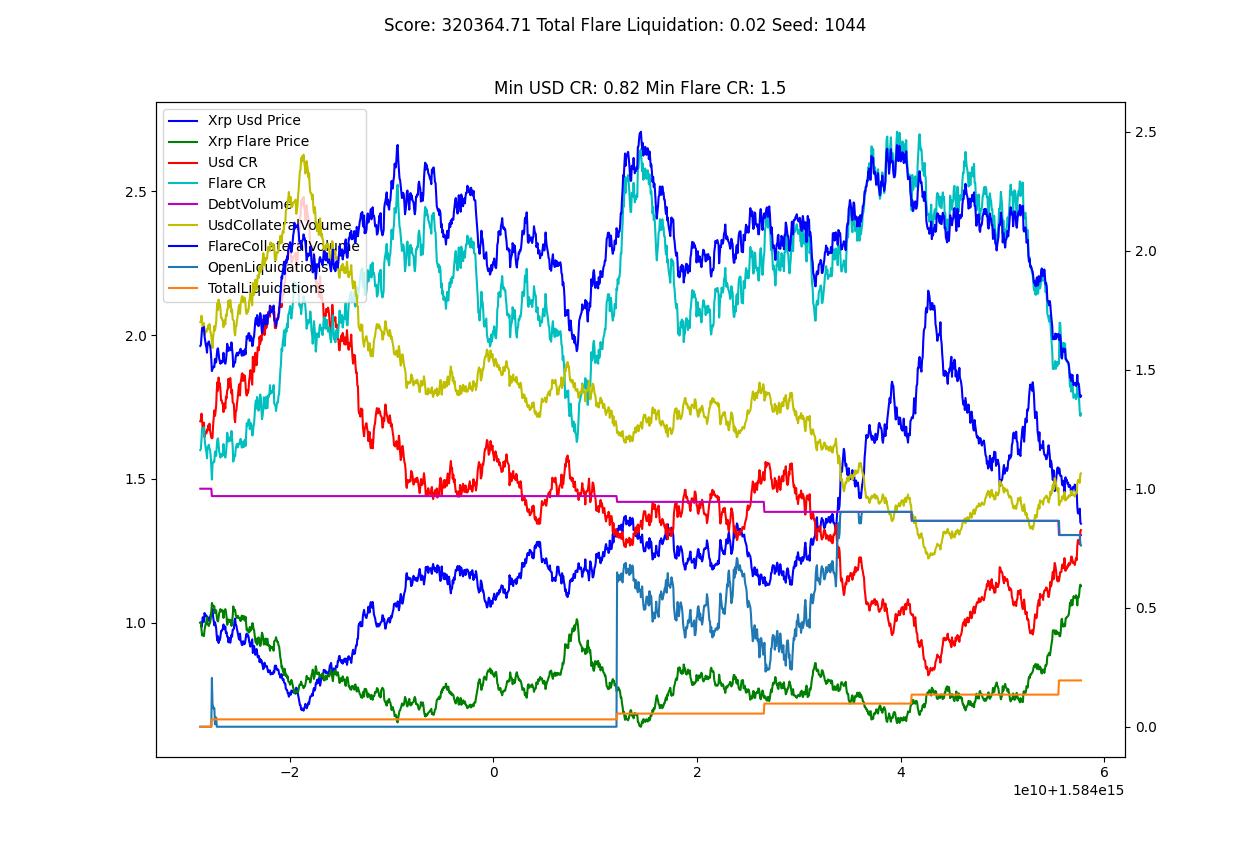 Score: 320364.71 Total Flare Liquidation: 0.02 Seed: 1044
Min USD CR: 0.82 Min Flare CR: 1.5
Xrp Usd Price
Xrp Flare Price
Usd CR
Flare CR
DebtVolume
UsdCollateralVolume
FlareCollateralVolume
OpenLiquidations
TotalLiquidations
2.5
2.0
1.5
1.0
2.5
2.0
1.5
1.0
0.5
0.0
−2
0
2
4
6
1e10+1.584e15